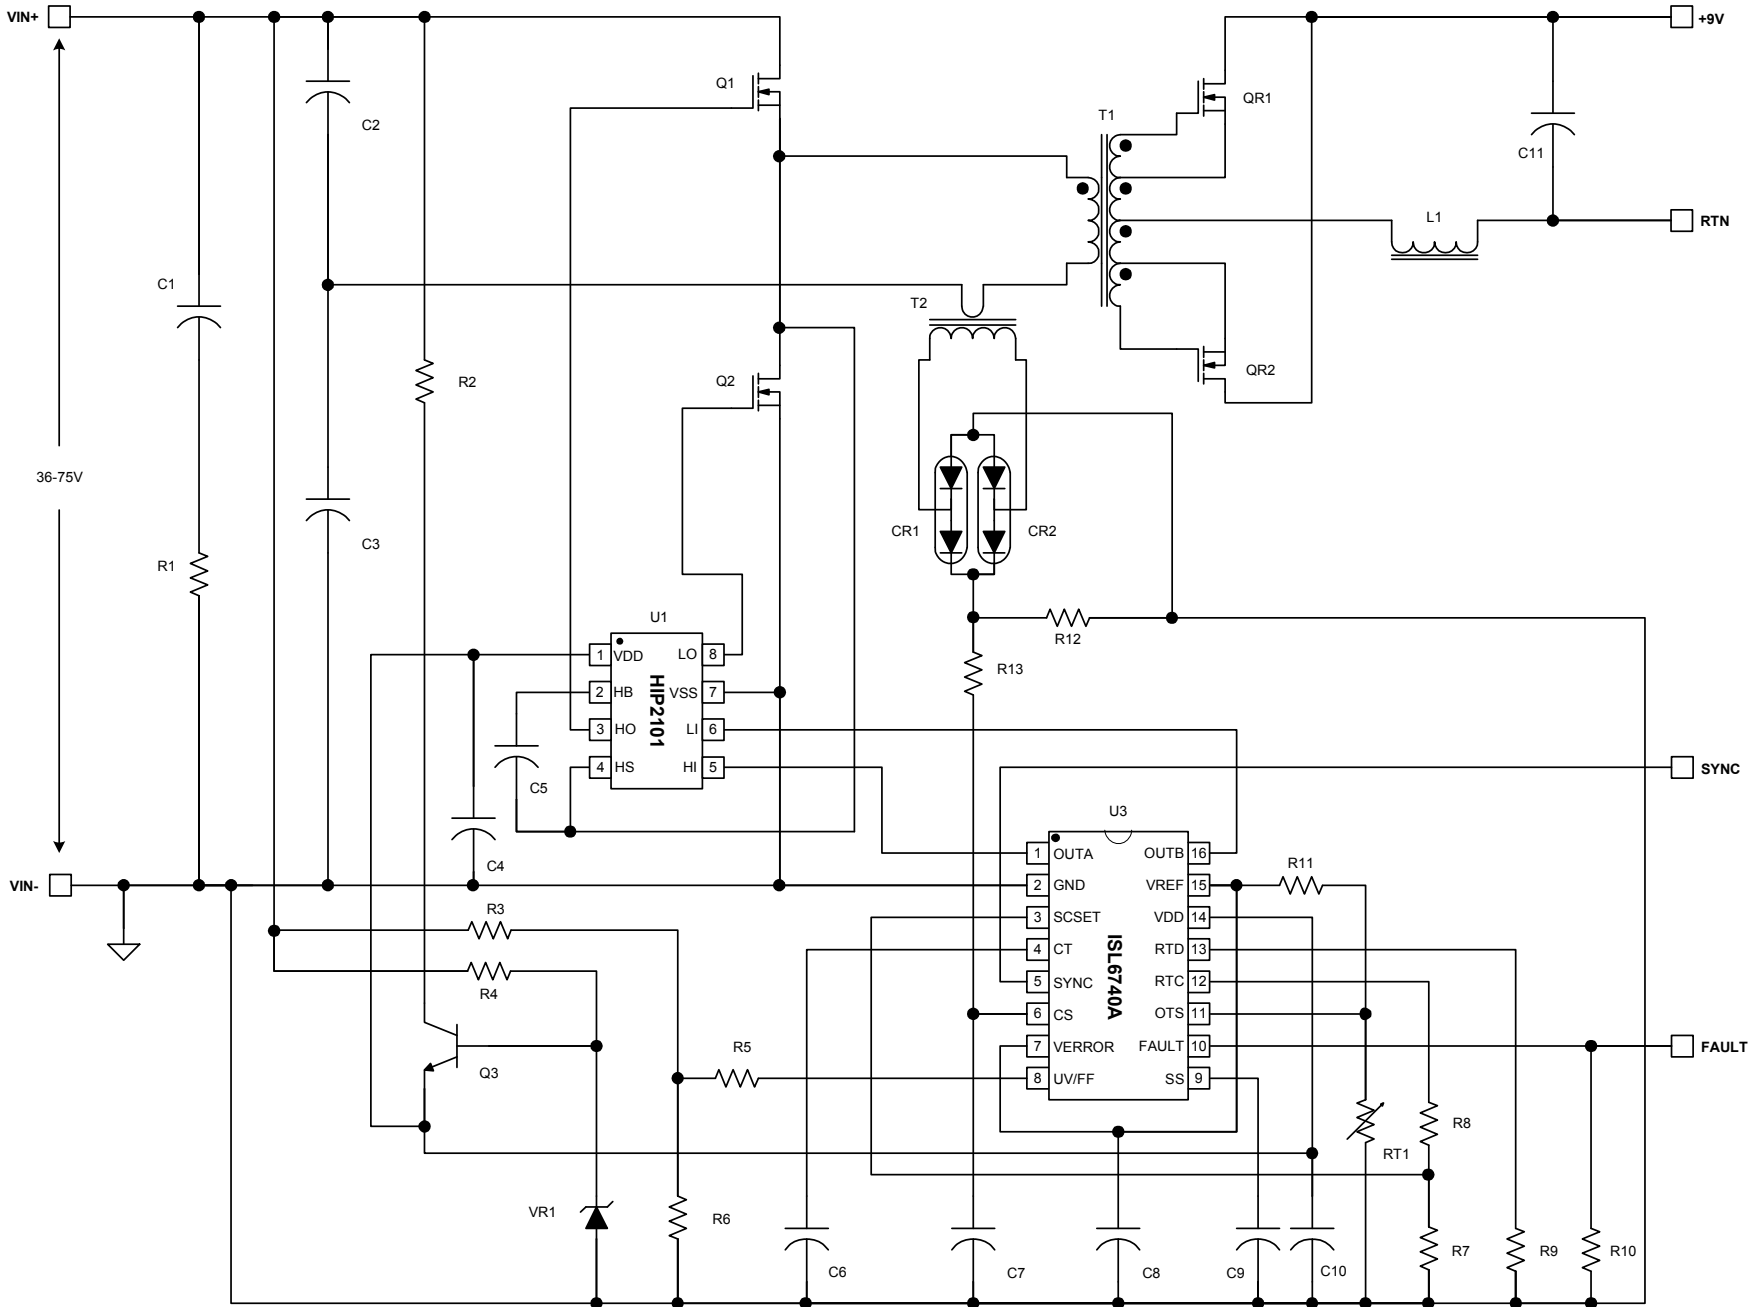 VIN+
+9V
Q1
QR1
C2
T1
C11
L1
RTN
C1
T2
R2
Q2
QR2
36-75V
CR1
CR2
C3
R1
U1
R12
R13
1 VDD
LO 8
2 HB
VSS 7
3 HO
LI 6
4 HS
HI 5
HIP2101
C5
SYNC
U3
C4
VIN-
1 OUTA
OUTB 16
2 GND
VREF 15
3 SCSET
VDD 14
4 CT
RTD 13
5 SYNC
RTC 12
6 CS
OTS 11
7 VERROR
FAULT 10
8 UV/FF
SS 9
ISL6740A
R11
R3
R4
R5
Q3
FAULT
R8
RT1
VR1
R6
C6
C7
C8
C9
C10
R7
R9
R10